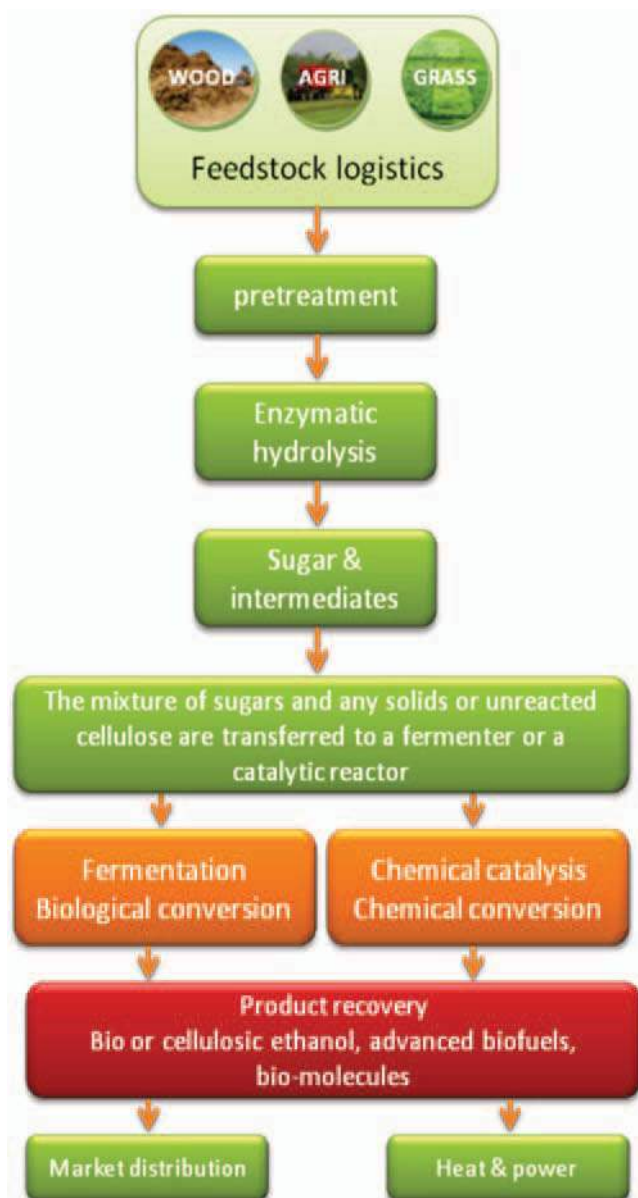 WOOD
AGRI
GRASS
Feedstock logistics
pretreatment
Enzymatic
hydrolysis
Sugar &
intermediates
The mixture of sugars and any solids or unreacted
cellulose are transferred to a fermenter or a
catalytic reactor
Fermentation
Biological conversion
Chemical catalysis
Chemical conversion
Product recovery
Bio or cellulosic ethanol, advanced biofuels,
bio-molecules
Market distribution
Heat & power